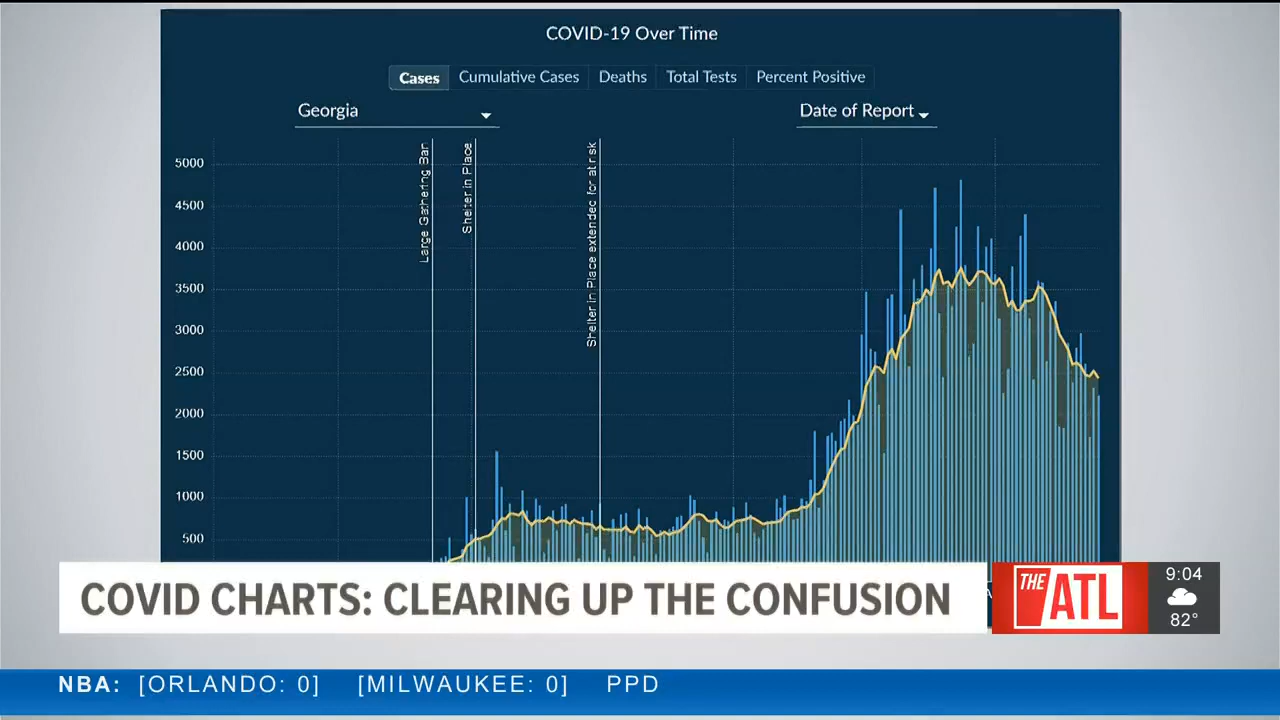 COVID-19 Over Time
Cases Cumulative Cases Deaths Total Tests Percent Positive
Georgia Date of Report
Large Gathering Ban
Shelter in Place
Shelter in Place extended for at risk
5000
4500
4000
3500
3000
2500
2000
1500
1000
500
COVID CHARTS: CLEARING UP THE CONFUSION
THE ATL
9:04
82°
NBA: [ORLANDO: 0] [MILWAUKEE: 0] PPD